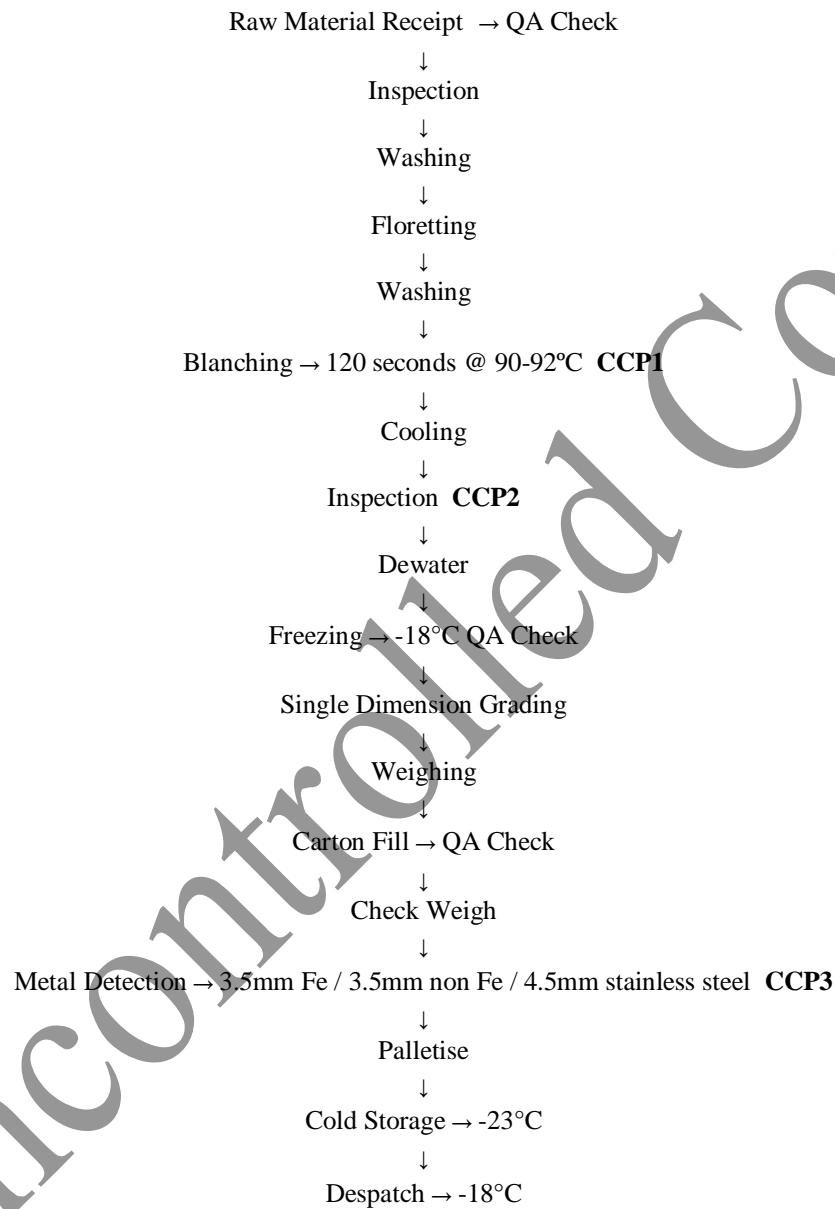 Raw Material Receipt → QA Check
↓
Inspection
↓
Washing
↓
Floretting
↓
Washing
↓
Blanching → 120 seconds @ 90-92ºC CCP1
↓
Cooling
↓
Inspection CCP2
↓
Dewater
↓
Freezing → -18°C QA Check
↓
Single Dimension Grading
↓
Weighing
↓
Carton Fill → QA Check
↓
Check Weigh
↓
Metal Detection → 3.5mm Fe / 3.5mm non Fe / 4.5mm stainless steel CCP3
↓
Palletise
↓
Cold Storage → -23°C
↓
Despatch → -18°C
ncontrolled Co